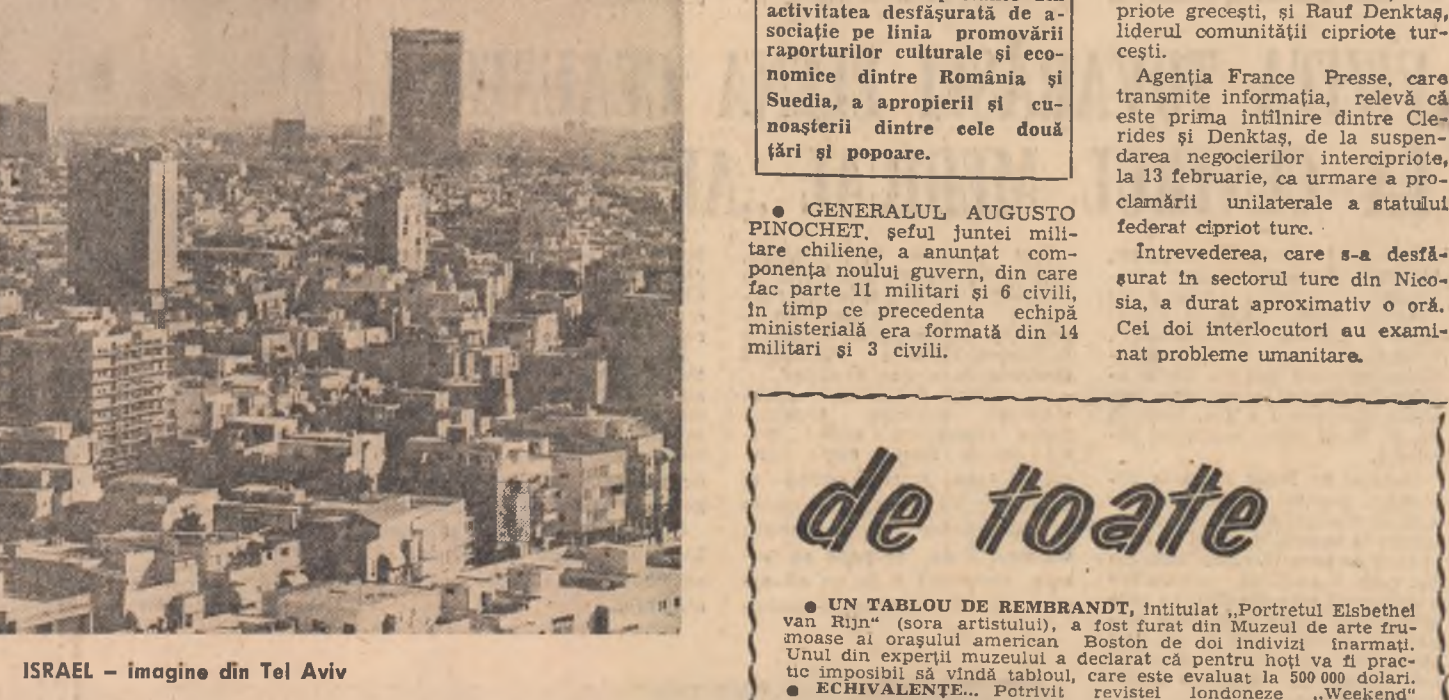 ISRAEL – imagine din Tel Aviv
activitatea desfăşurată de a-
sociaţie pe linia promovării
raporturilor culturale şi eco-
nomice dintre România şi
Suedia, a apropierii şi cu-
noaşterii dintre cele două
ţări şi popoare.
● GENERALUL AUGUSTO
PINOCHET, şeful juntei mili-
tare chiliene, a anunţat com-
ponenţa noului guvern, din care
fac parte 11 militari şi 6 civili,
în timp ce precedenta echipă
ministerială era formată din 14
militari şi 3 civili.
priote greceşti, şi Rauf Denktaş,
liderul comunităţii cipriote tur-
ceşti.
Agenţia France Presse, care
transmite informaţia, relevă că
este prima întîlnire dintre Cle-
rides şi Denktaş, de la suspen-
darea negocierilor intercipriote,
la 13 februarie, ca urmare a pro-
clamării unilaterale a statului
federat cipriot turc.
Întrevederea, care s-a desfă-
şurat în sectorul turc din Nico-
sia, a durat aproximativ o oră.
Cei doi interlocutori au exami-
nat probleme umanitare.
de toate
● UN TABLOU DE REMBRANDT, intitulat „Portretul Elsbethei
van Rijn“ (sora artistului), a fost furat din Muzeul de arte fru-
moase al oraşului american Boston de doi indivizi înarmaţi.
Unul din experţii muzeului a declarat că pentru hoţi va fi prac-
tic imposibil să vîndă tabloul, care este evaluat la 500 000 dolari.
● ECHIVALENŢE... Potrivit revistei londoneze „Weekend“